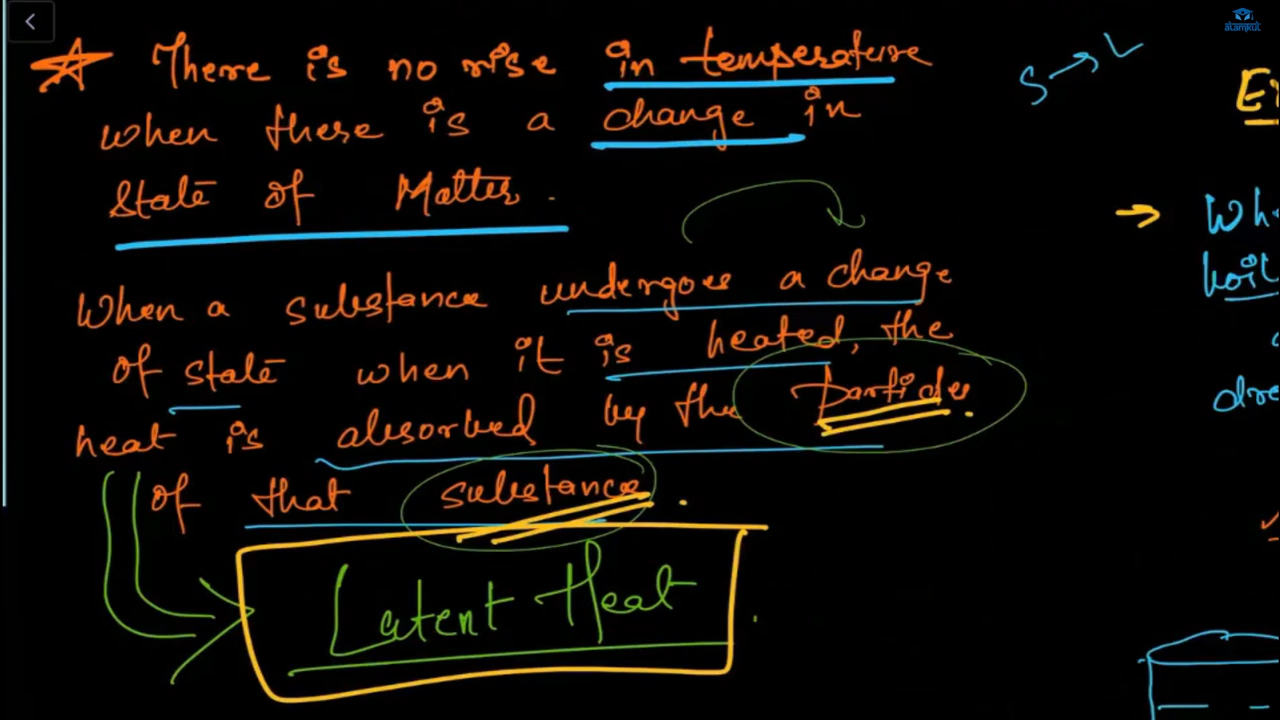 There is no rise in temperature
when there is a change in
State of Matter.
When a substance undergoes a change
of state when it is heated, the
heat is absorbed by the particles.
of that substance.
Latent Heat
S → L
alamkul